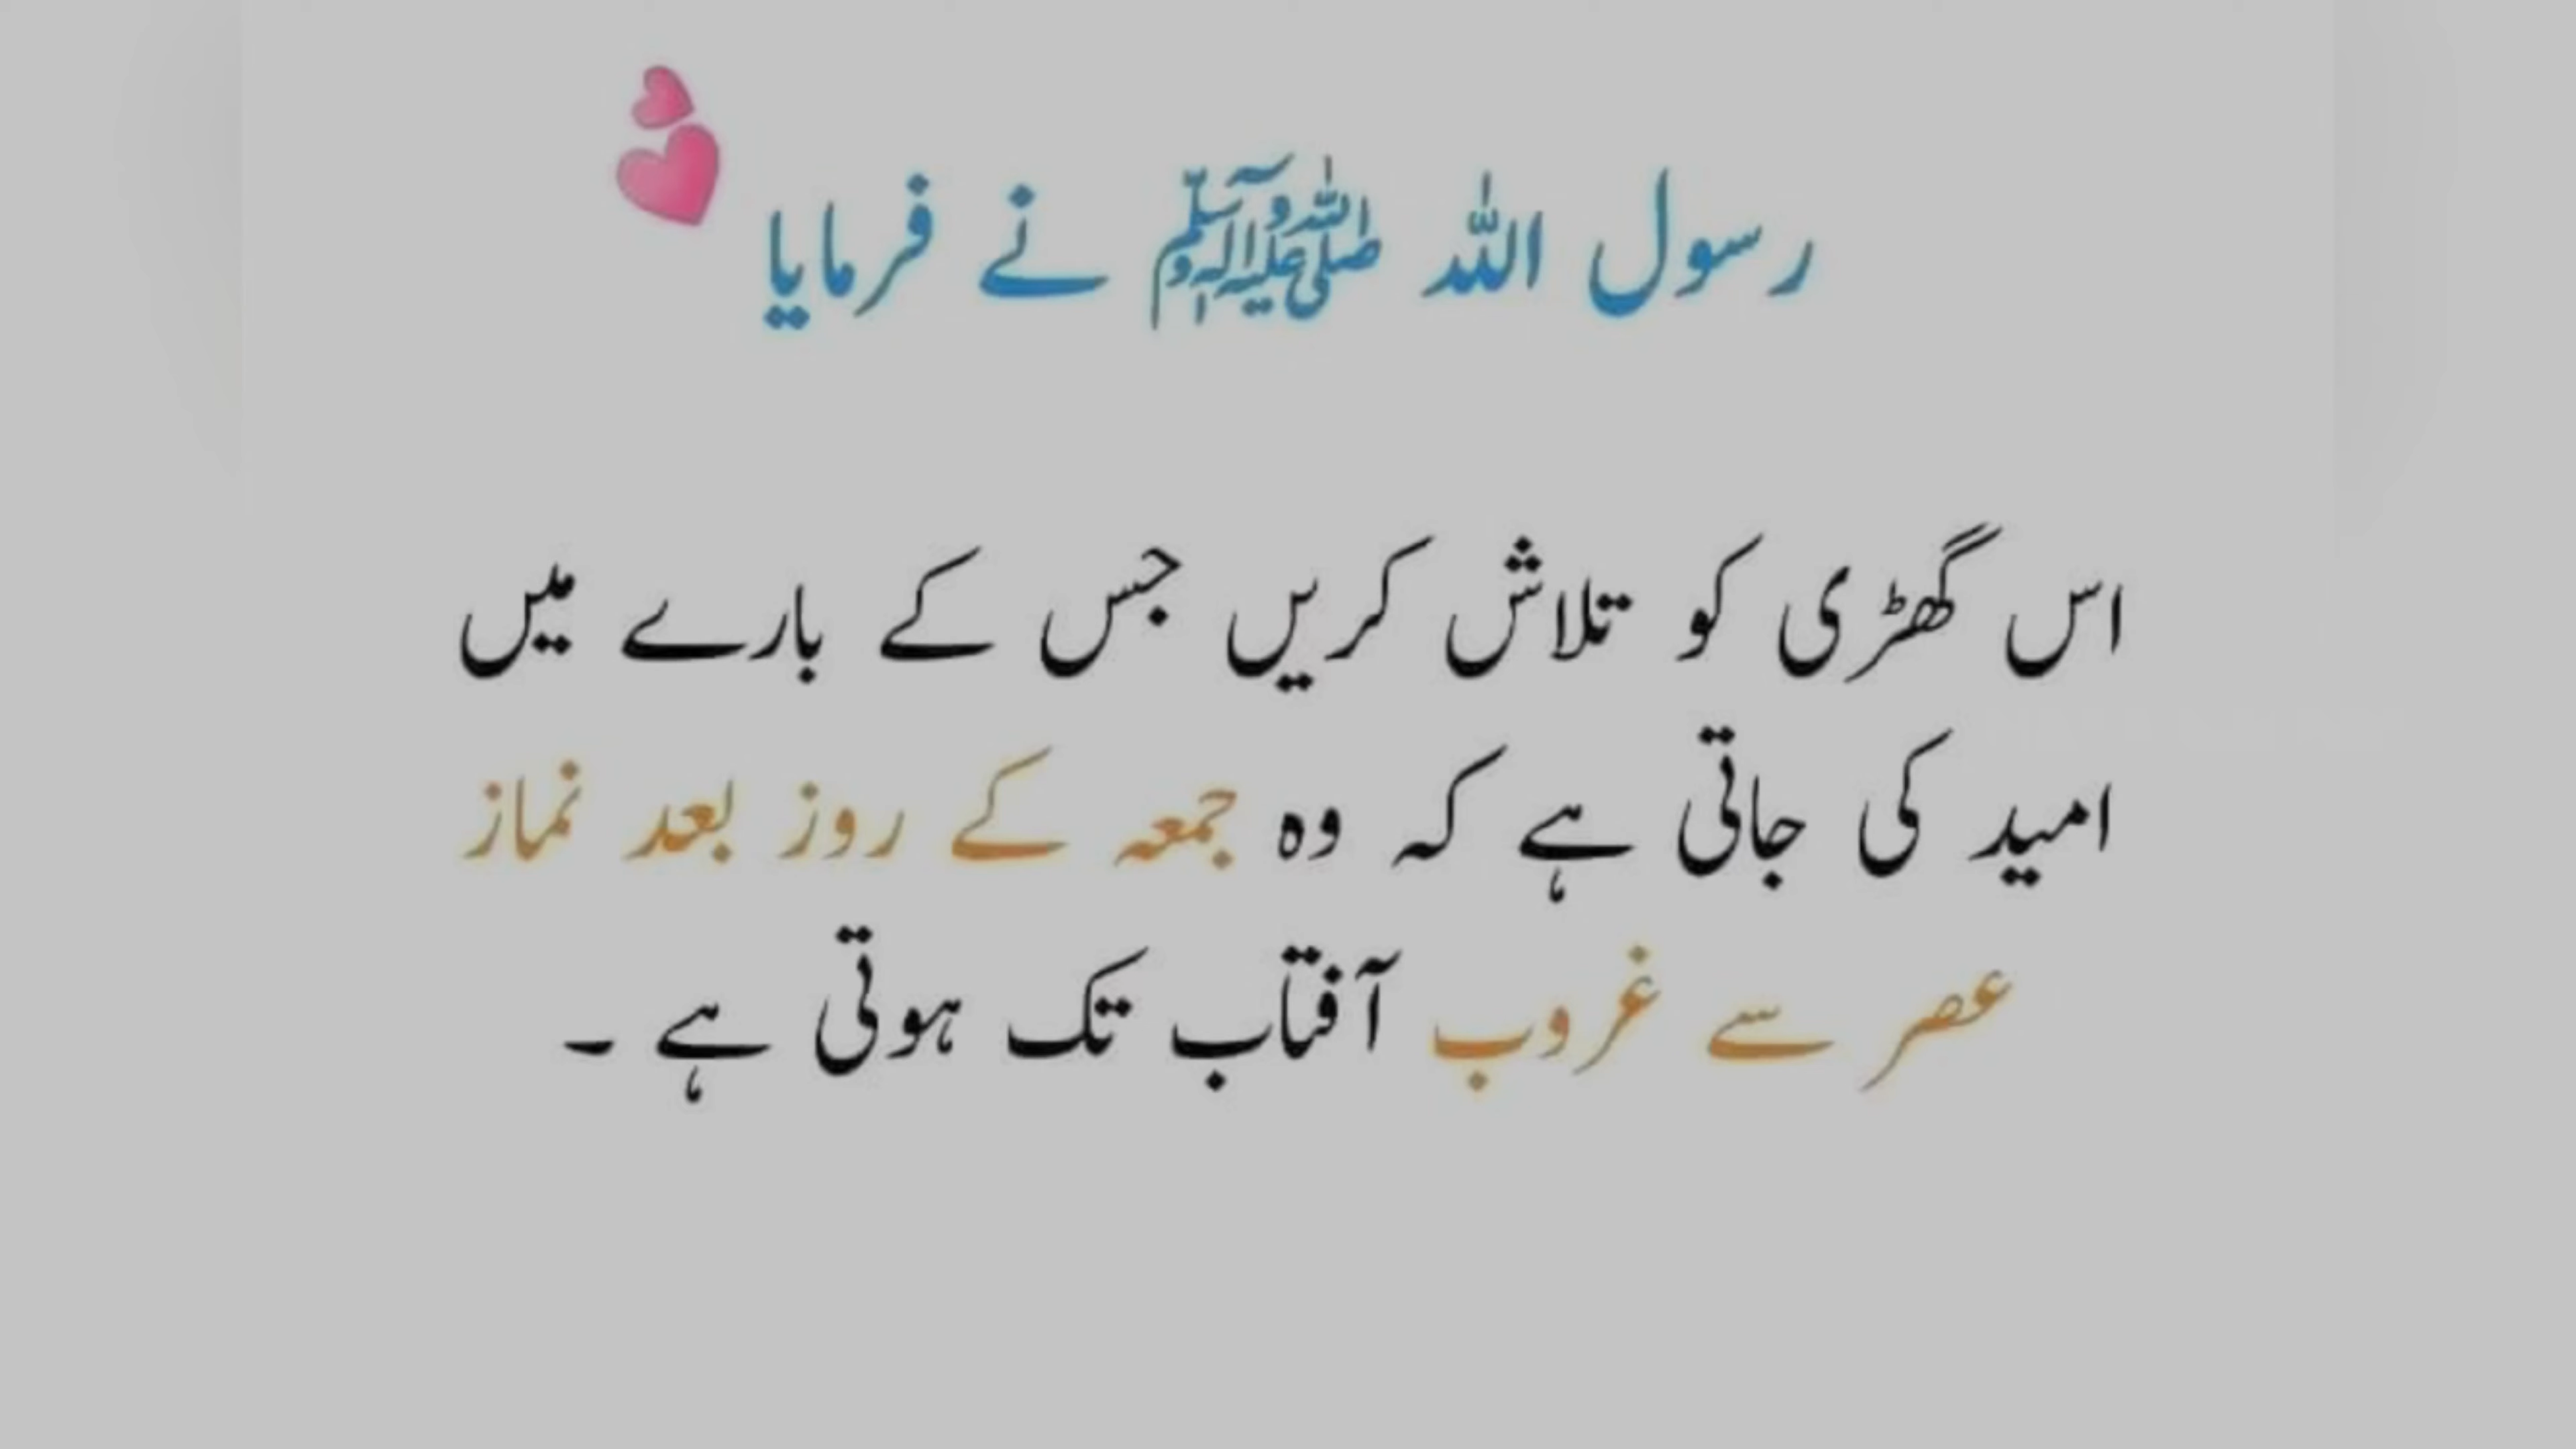 رسول اللہ ﷺ نے فرمایا
اس گھڑی کو تلاش کریں جس کے بارے میں
امید کی جاتی ہے کہ وہ جمعہ کے روز بعد نماز
عصر سے غروب آفتاب تک ہوتی ہے ۔